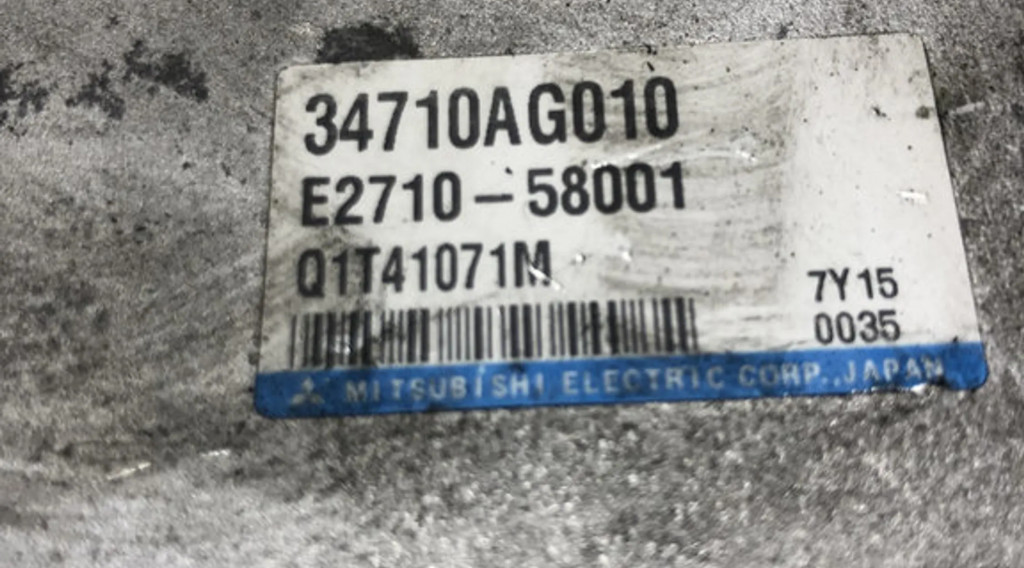 34710AG010
E2710-58001
Q1T41071M
7Y15
0035
MITSUBISHI ELECTRIC CORP., JAPAN